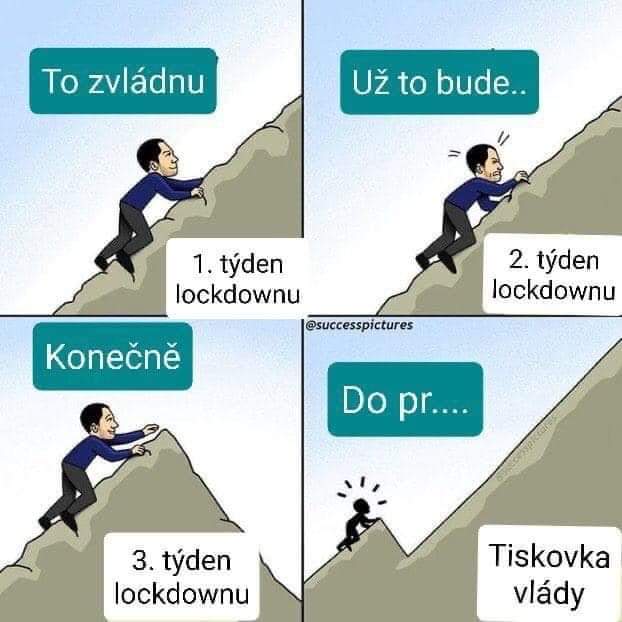 To zvládnu
1. týden
lockdownu
Už to bude..
2. týden
lockdownu
@successpictures
Konečně
3. týden
lockdownu
Do pr....
@successpictures
Tiskovka
vlády